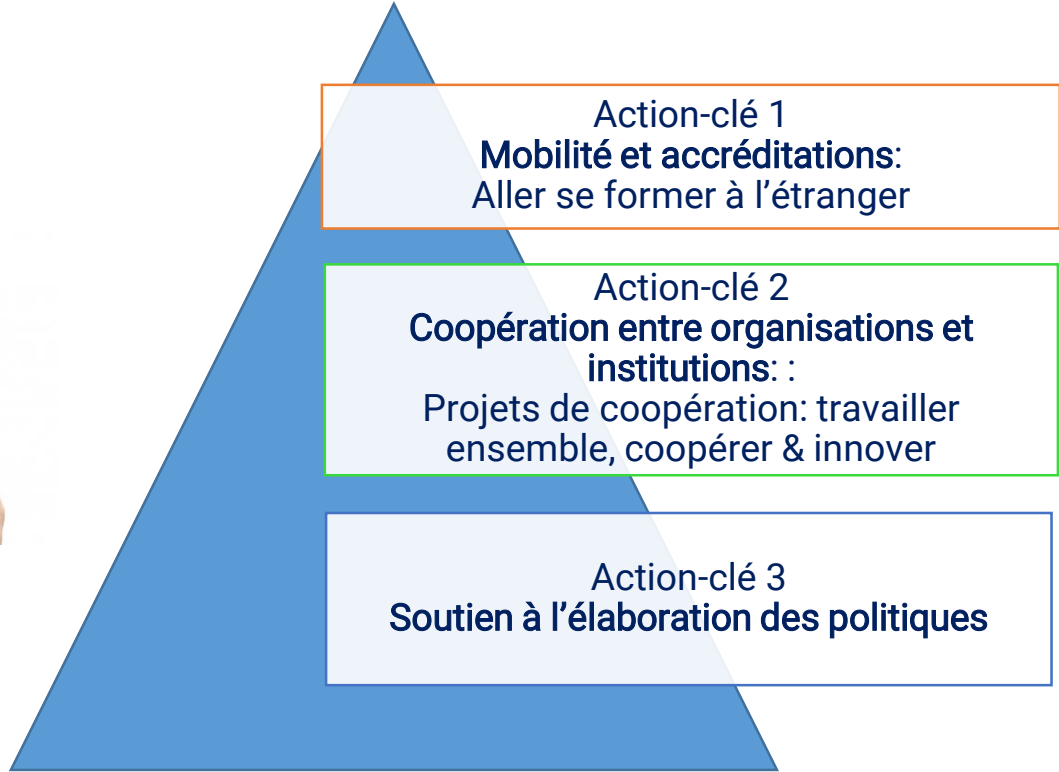 Action-clé 1
Mobilité et accréditations:
Aller se former à l’étranger
Action-clé 2
Coopération entre organisations et
institutions: :
Projets de coopération: travailler
ensemble, coopérer & innover
Action-clé 3
Soutien à l’élaboration des politiques